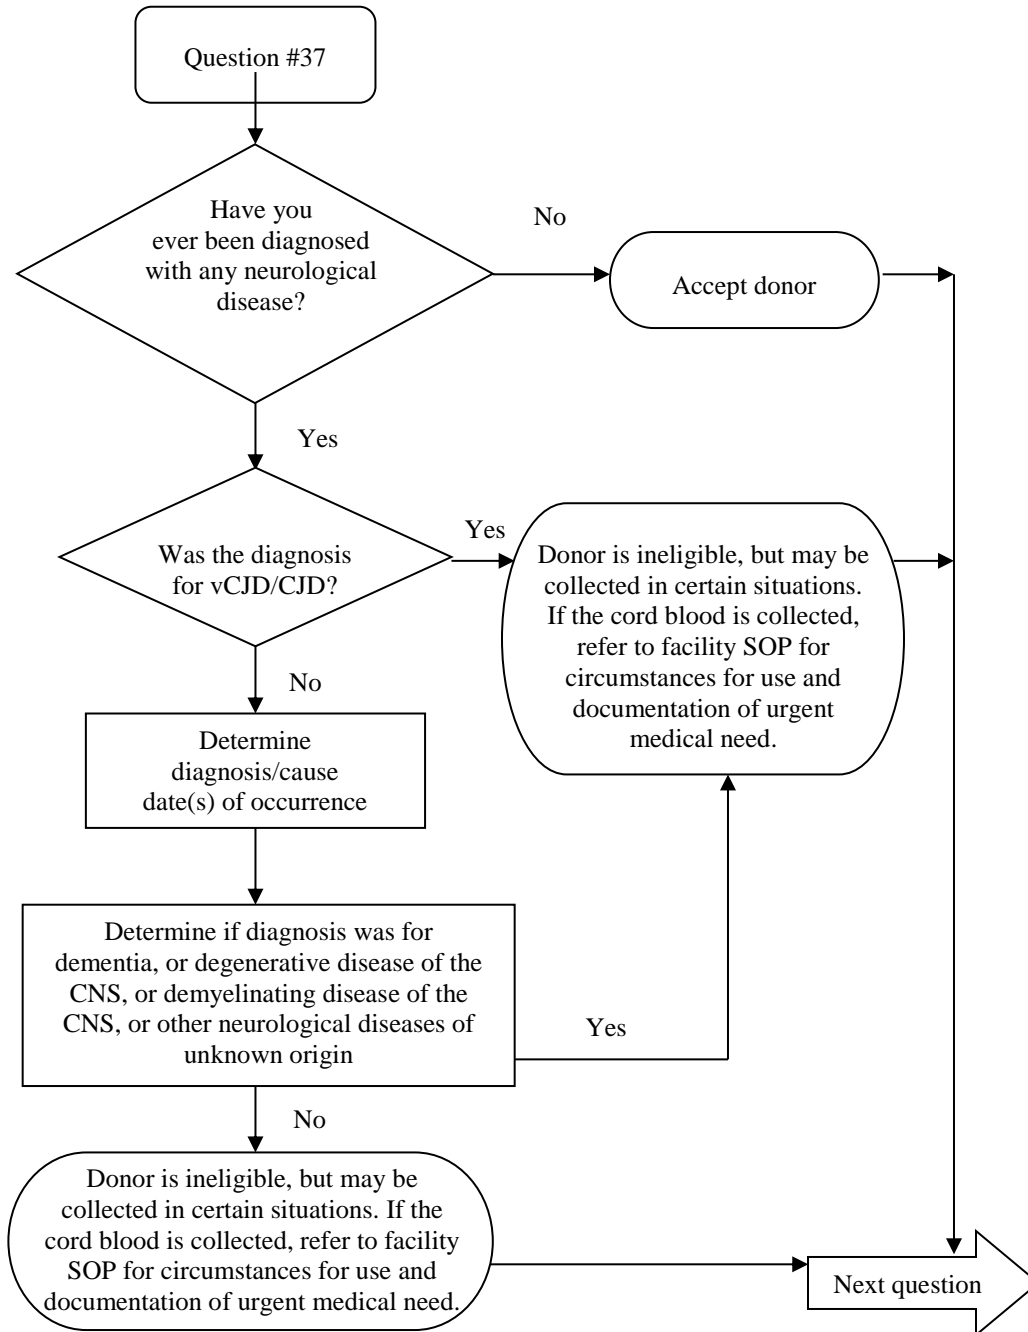 Question #37
Have you
ever been diagnosed
with any neurological
disease?
No
Accept donor
Yes
Was the diagnosis
for vCJD/CJD?
Yes
Donor is ineligible, but may be
collected in certain situations.
If the cord blood is collected,
refer to facility SOP for
circumstances for use and
documentation of urgent
medical need.
No
Determine
diagnosis/cause
date(s) of occurrence
Determine if diagnosis was for
dementia, or degenerative disease of the
CNS, or demyelinating disease of the
CNS, or other neurological diseases of
unknown origin
Yes
No
Donor is ineligible, but may be
collected in certain situations. If the
cord blood is collected, refer to facility
SOP for circumstances for use and
documentation of urgent medical need.
Next question